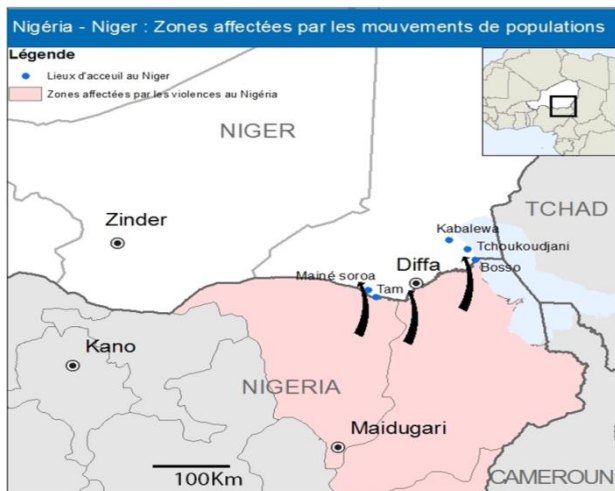 Nigéria - Niger : Zones affectées par les mouvements de populations
Légende
Lieux d'acceuil au Niger
Zones affectées par les violences au Nigéria
NIGER
TCHAD
Zinder
Kabalewa
Tchoukoudjani
Diffa
Bosso
Mainé soroa
Tam
Kano
NIGERIA
Maidugari
100Km
CAMEROUN